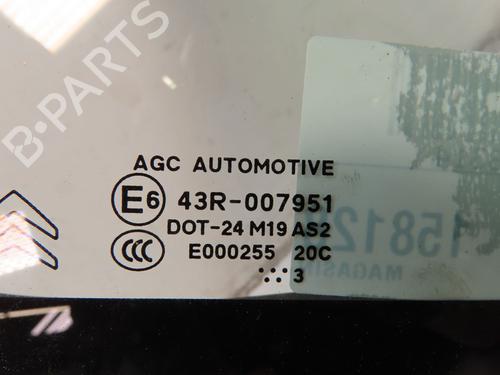 B-PARTS
AGC AUTOMOTIVE
E6 43R-007951
DOT-24 M19 AS2
CCC E000255 20C
3